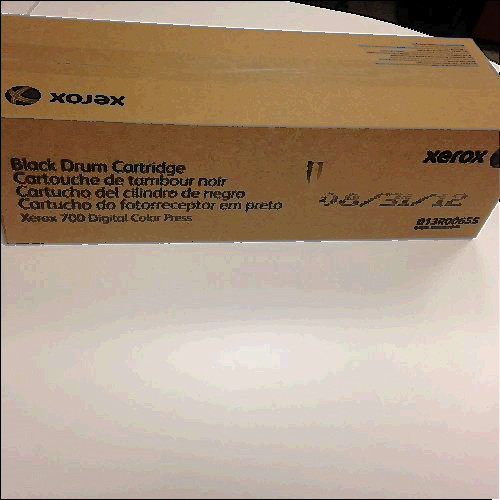 xerox
xerox
Black Drum Cartridge
Cartouche de tambour noir
Cartucho del cilindro de negro
Cartucho do fotorreceptor em preto
Xerox 700 Digital Color Press
08/31/12
013R00655